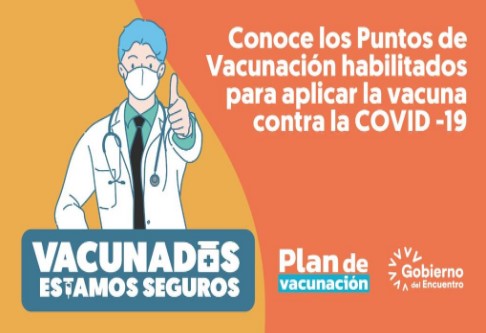 Conoce los Puntos de
Vacunación habilitados
para aplicar la vacuna
contra la COVID -19
VACUNADOS
ESTAMOS SEGUROS
Plan de
vacunación
Gobierno
del Encuentro